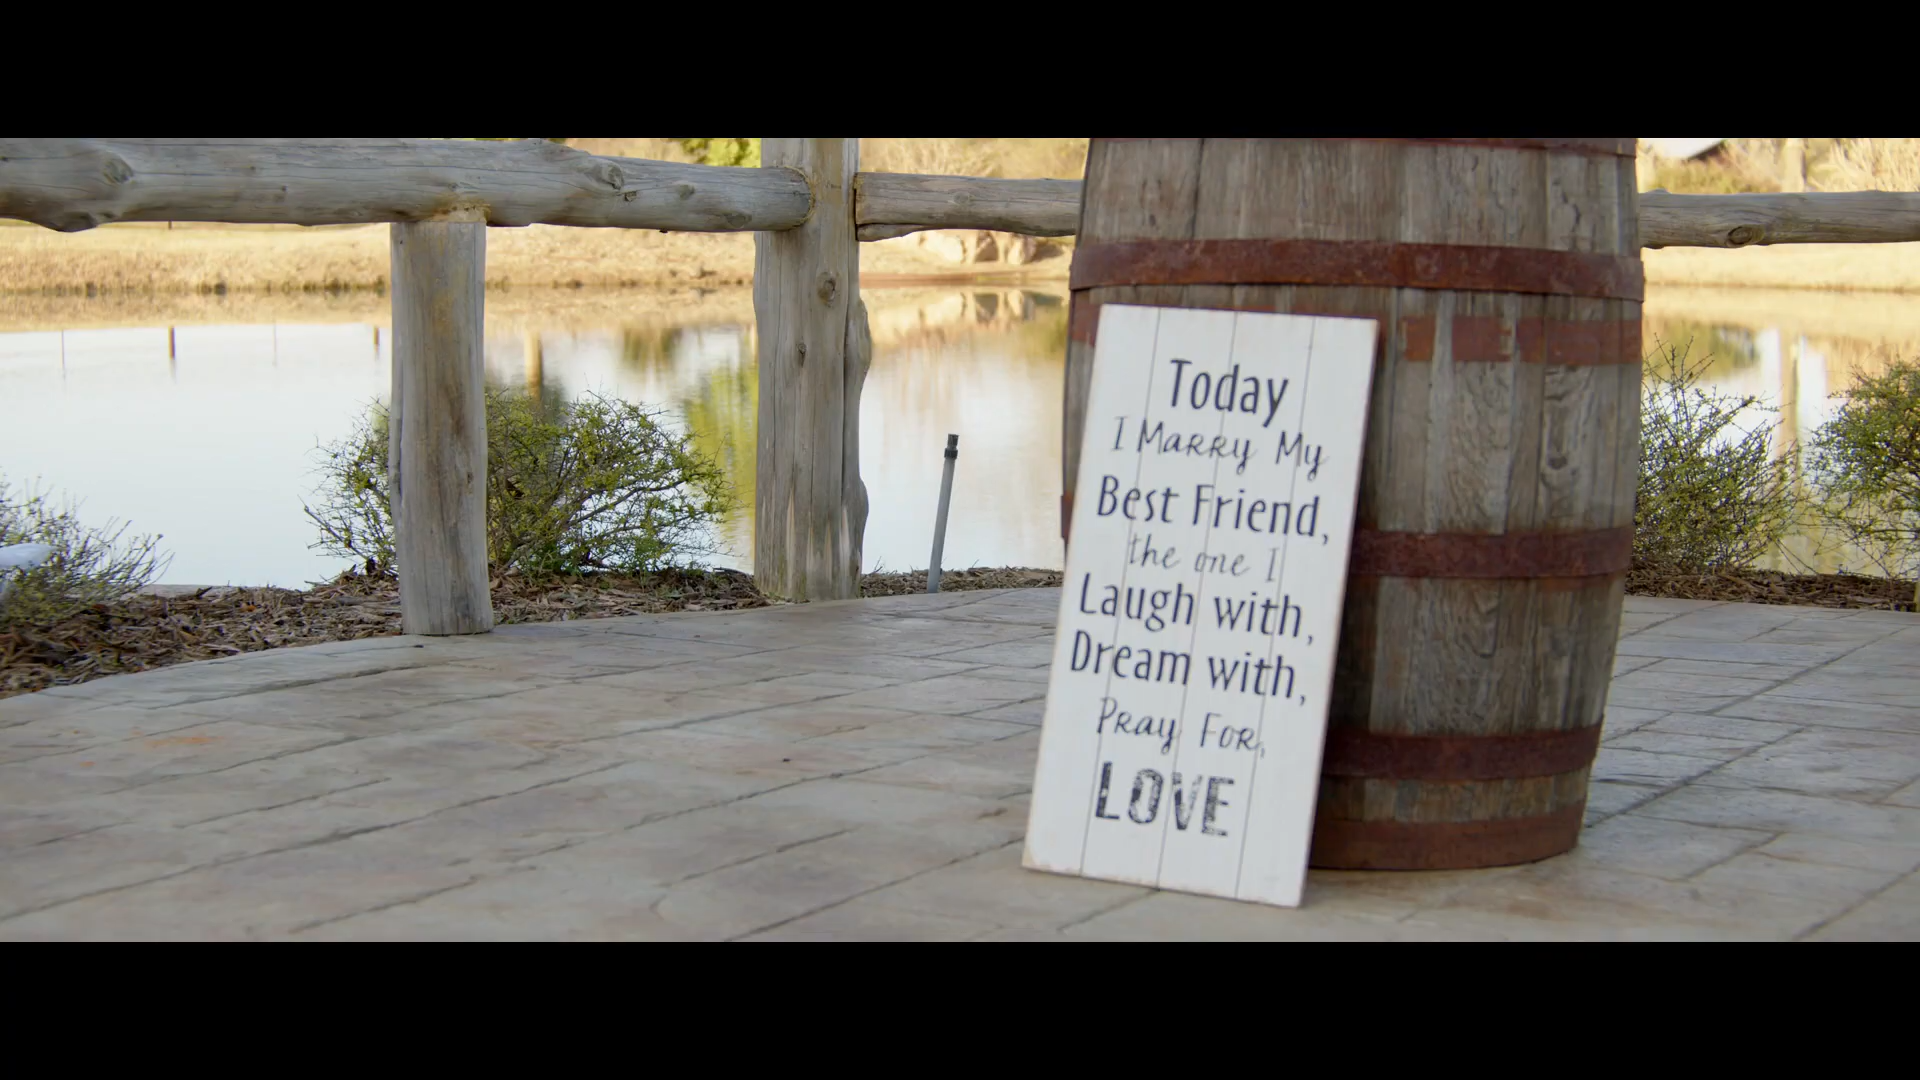 Today
I Marry My
Best Friend,
the one I
Laugh with,
Dream with,
Pray For,
LOVE